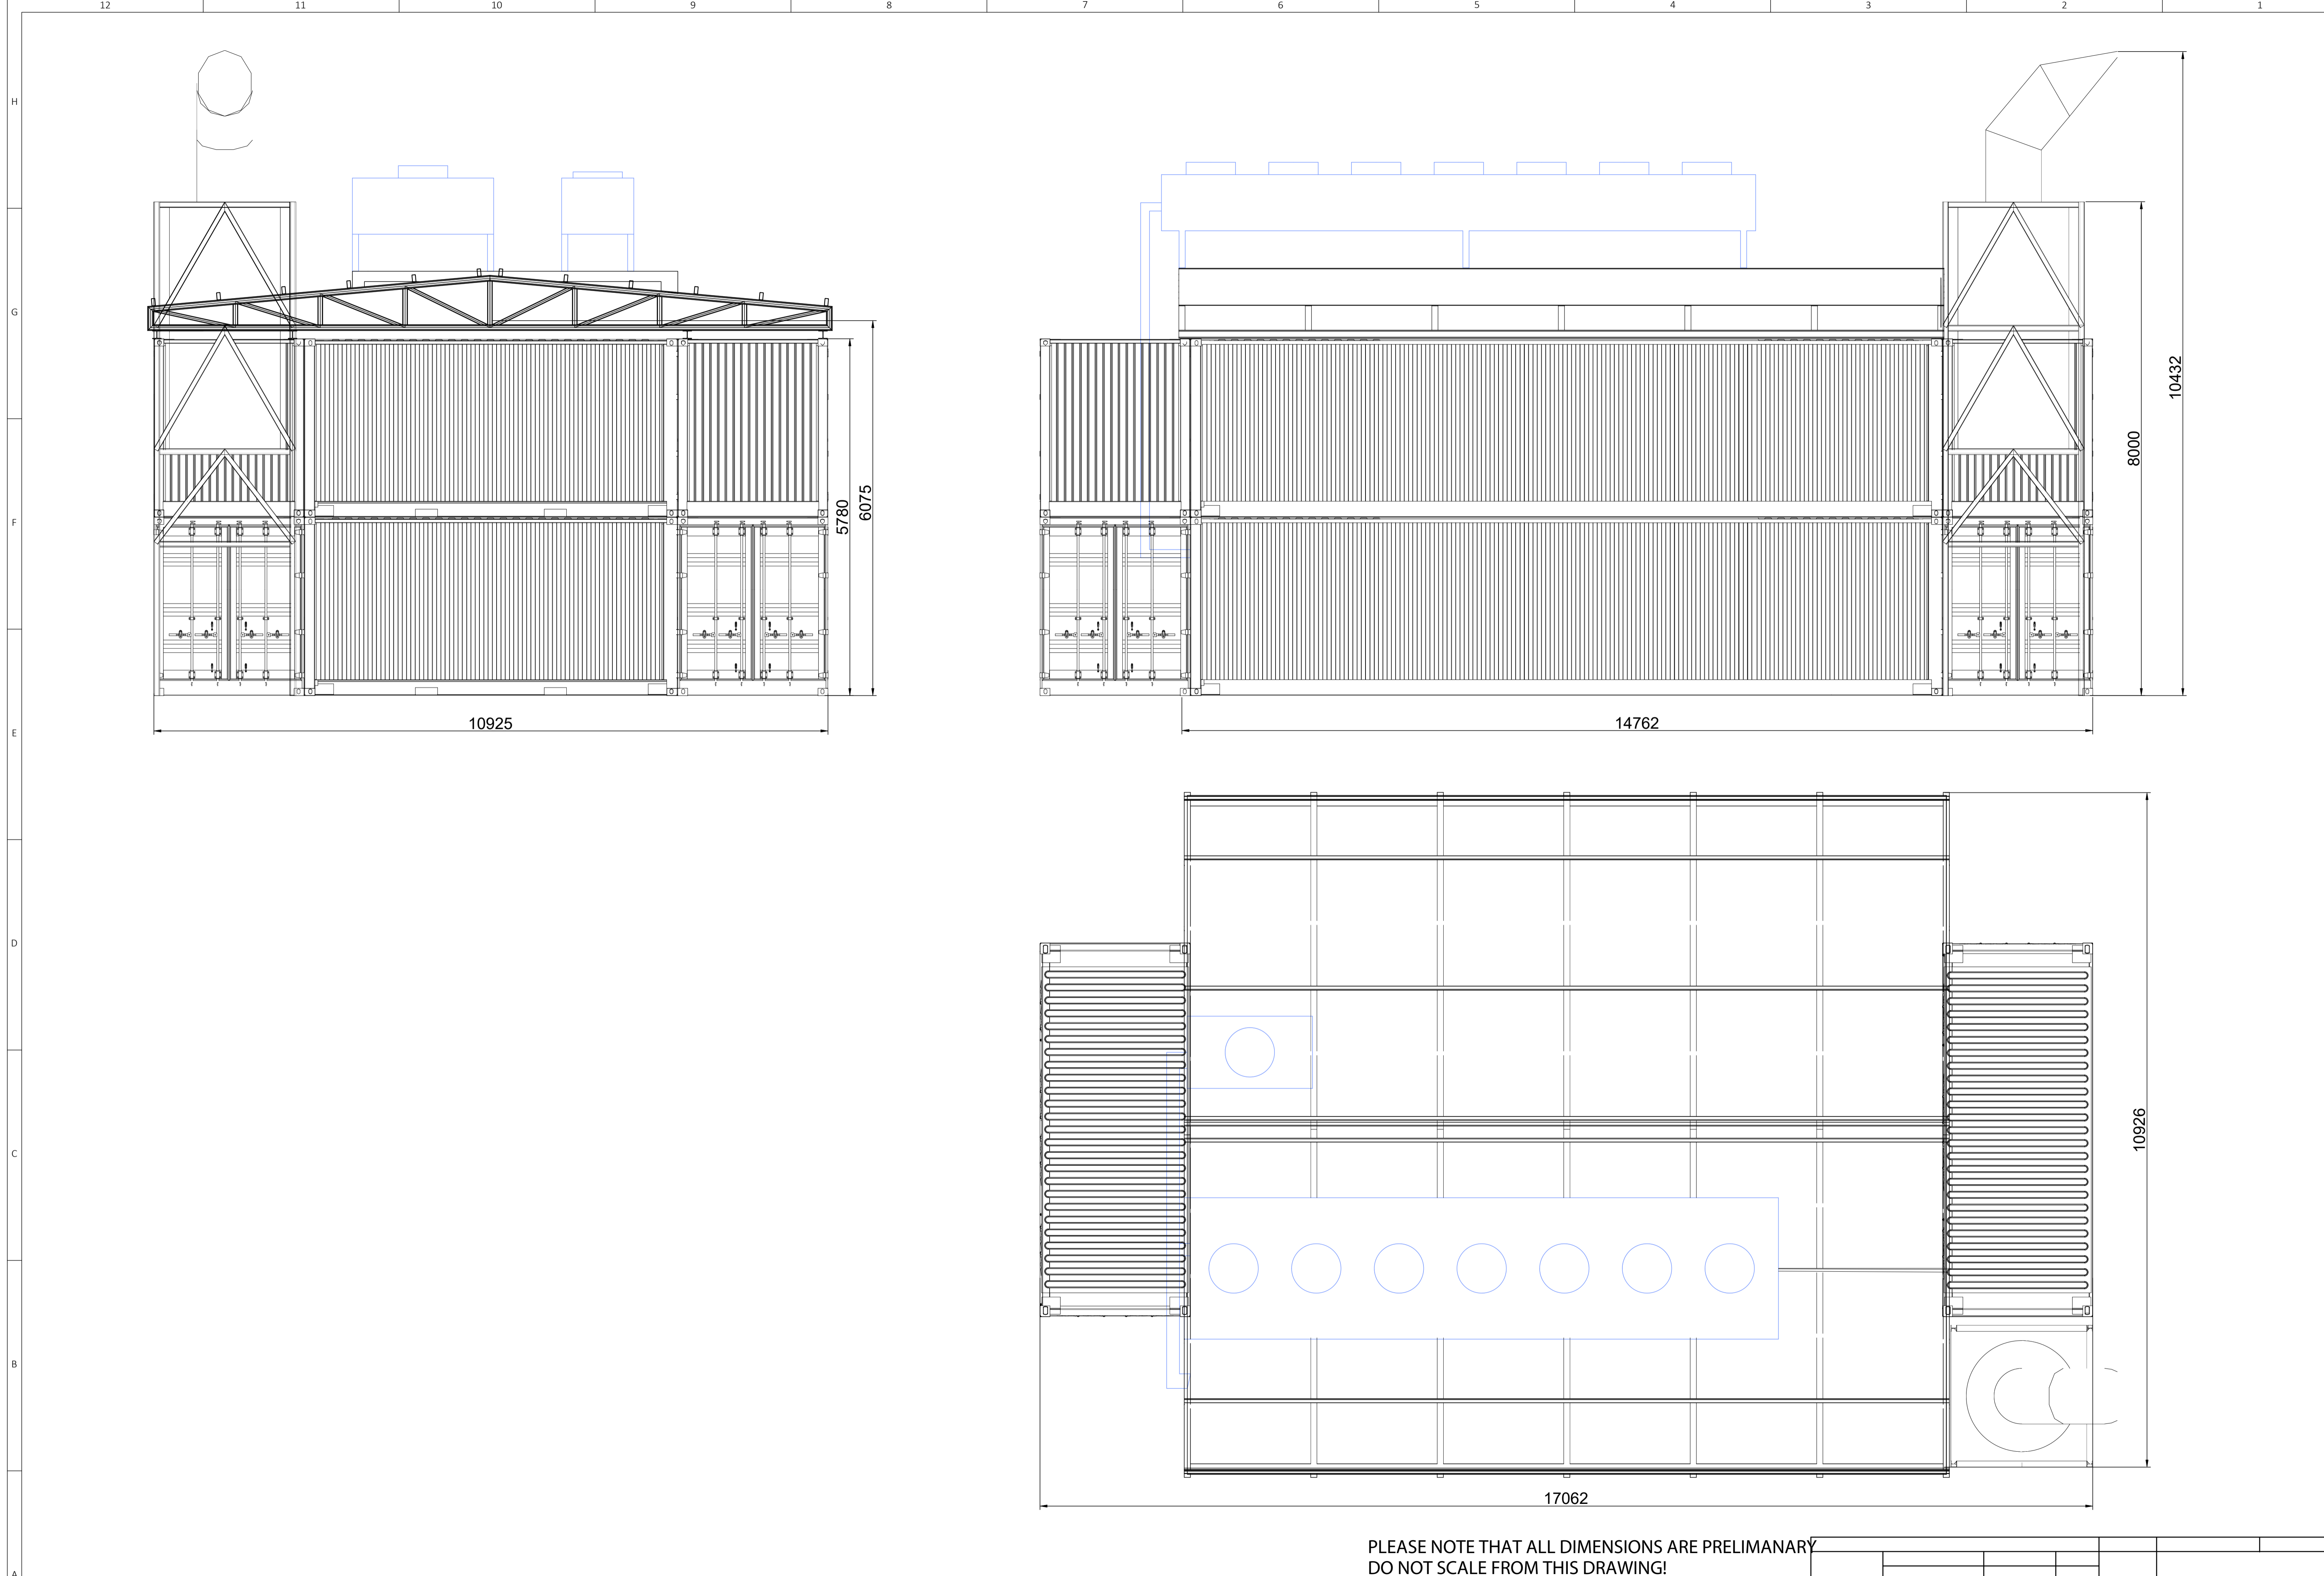 12 11 10 9 8 7 6 5 4 3 2 1
H
G
F
E
D
C
B
A
10432
8000
5780
6075
10925
14762
10926
17062
PLEASE NOTE THAT ALL DIMENSIONS ARE PRELIMANARY
DO NOT SCALE FROM THIS DRAWING!